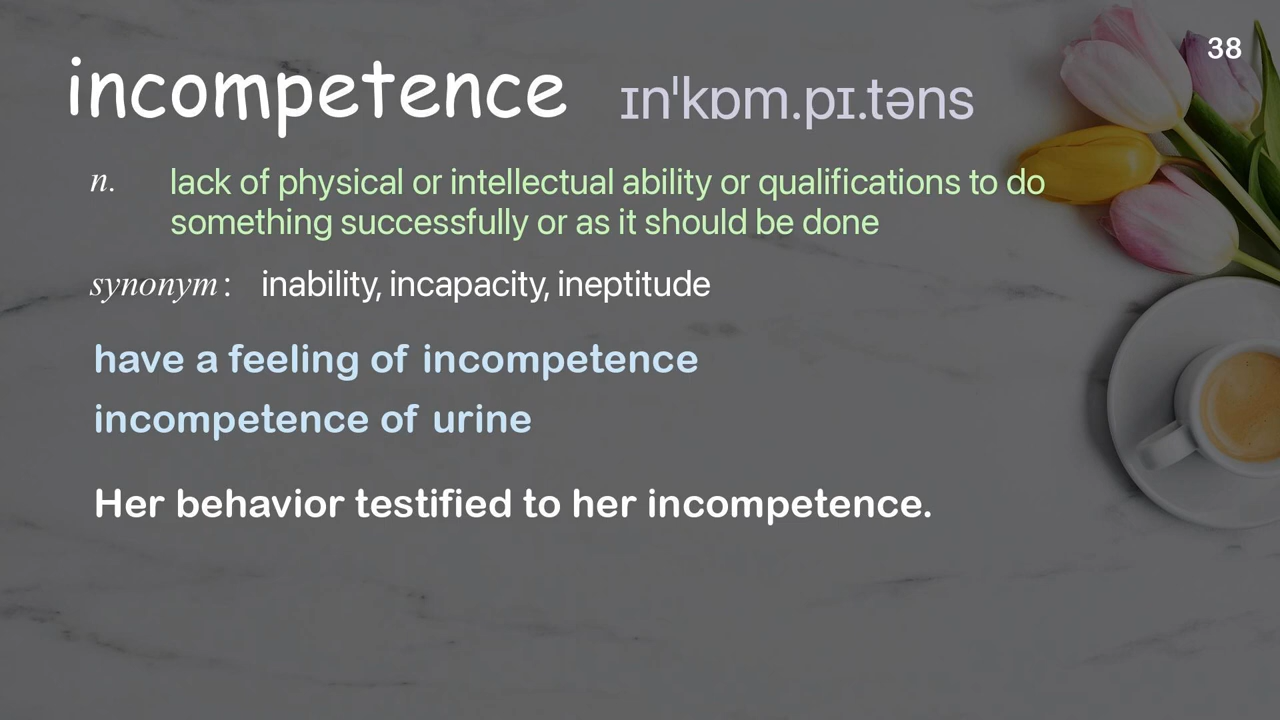 38
incompetence ɪnˈkɒm.pɪ.təns
n. lack of physical or intellectual ability or qualifications to do
something successfully or as it should be done
synonym: inability, incapacity, ineptitude
have a feeling of incompetence
incompetence of urine
Her behavior testified to her incompetence.